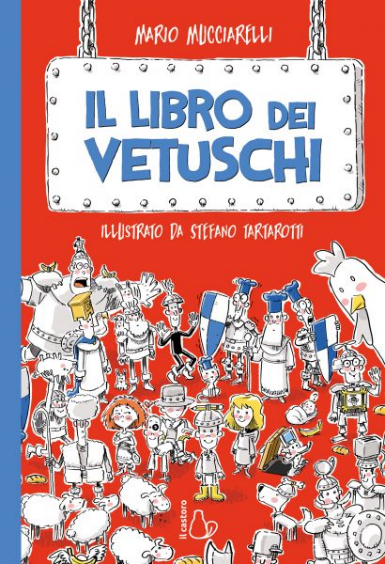 MARIO MUCCIARELLI
IL LIBRO DEI
VETUSCHI
ILLUSTRATO DA STEFANO TARTAROTTI
il castoro